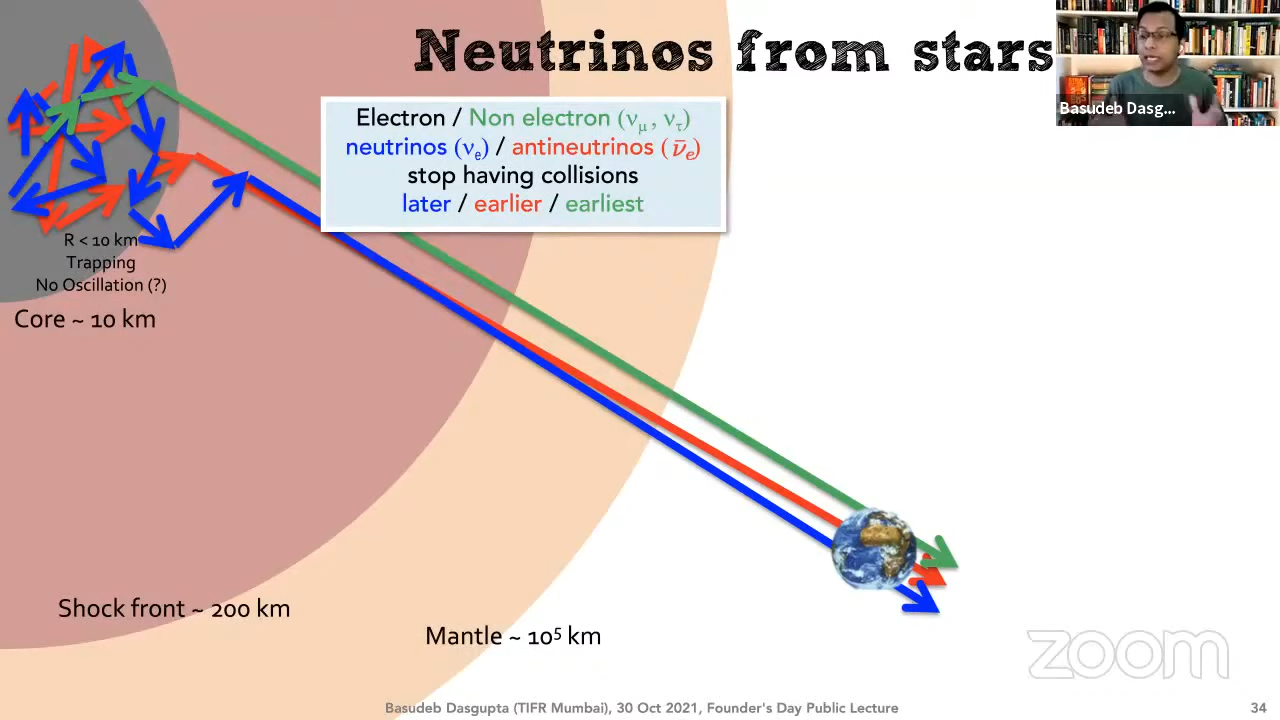 Neutrinos from stars
Basudeb Dasg...
Electron / Non electron (νμ, ντ)
neutrinos (νe) / antineutrinos (ν̄e)
stop having collisions
later / earlier / earliest
R < 10 km
Trapping
No Oscillation (?)
Core ~ 10 km
Shock front ~ 200 km
Mantle ~ 10⁵ km
zoom
Basudeb Dasgupta (TIFR Mumbai), 30 Oct 2021, Founder's Day Public Lecture
34